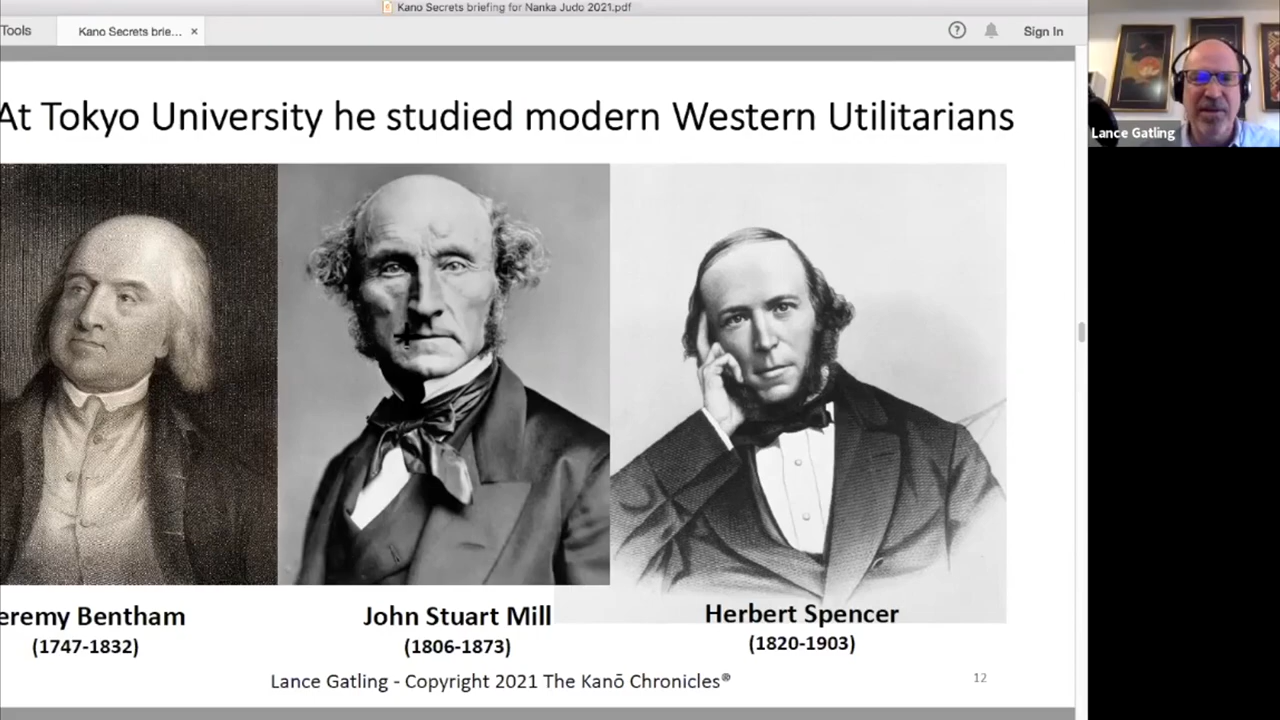 Kano Secrets briefing for Nanka Judo 2021.pdf
Tools
Kano Secrets brie... ×
? Sign In
At Tokyo University he studied modern Western Utilitarians
Lance Gatling
eremy Bentham
(1747-1832)
John Stuart Mill
(1806-1873)
Herbert Spencer
(1820-1903)
Lance Gatling - Copyright 2021 The Kanō Chronicles®
12